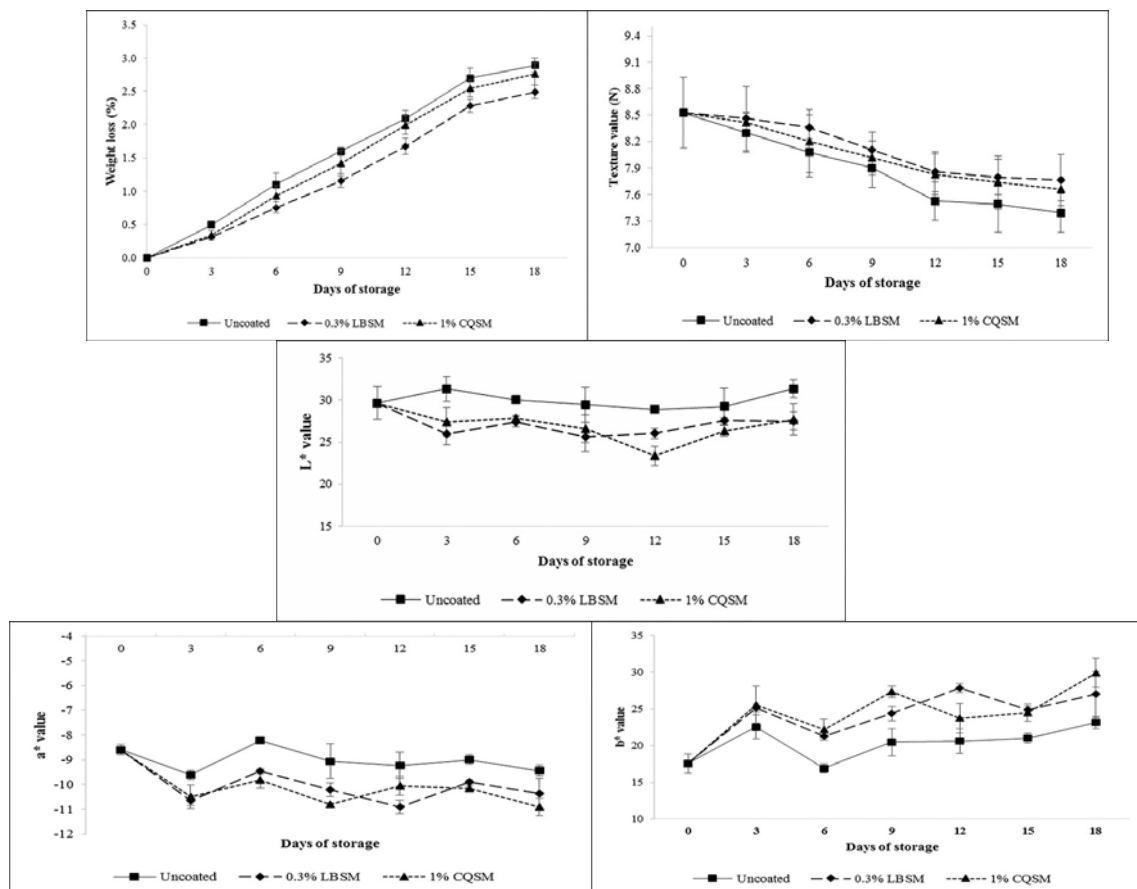 3.5
3.0
2.5
2.0
1.5
1.0
0.5
0.0
Weight loss (%)
0 3 6 9 12 15 18
Days of storage
Uncoated 0.3% LBSM 1% CQSM
9.4
9.1
8.8
8.5
8.2
7.9
7.6
7.3
7.0
Texture value (N)
0 3 6 9 12 15 18
Days of storage
Uncoated 0.3% LBSM 1% CQSM
35
30
25
20
15
L* value
0 3 6 9 12 15 18
Days of storage
Uncoated 0.3% LBSM 1% CQSM
-4
-5
-6
-7
-8
-9
-10
-11
-12
a* value
0 3 6 9 12 15 18
Days of storage
Uncoated 0.3% LBSM 1% CQSM
35
30
25
20
15
10
b* value
0 3 6 9 12 15 18
Days of storage
Uncoated 0.3% LBSM 1% CQSM